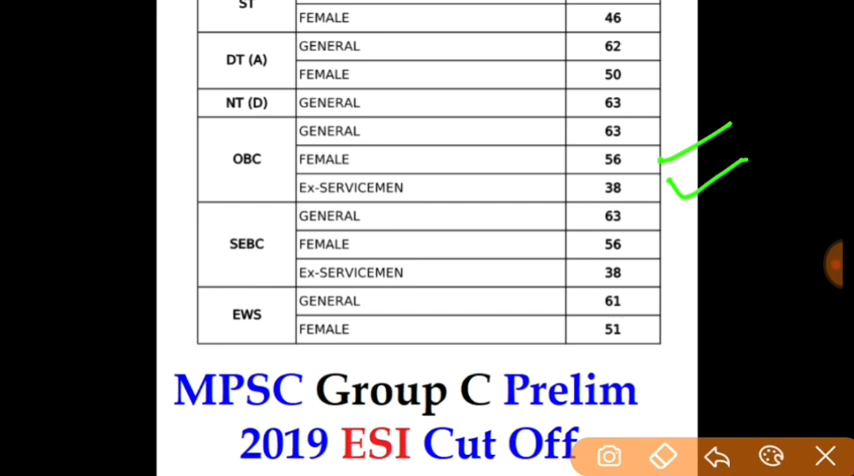 ST
FEMALE 46
DT (A) GENERAL 62
FEMALE 50
NT (D) GENERAL 63
OBC GENERAL 63
FEMALE 56
Ex-SERVICEMEN 38
SEBC GENERAL 63
FEMALE 56
Ex-SERVICEMEN 38
EWS GENERAL 61
FEMALE 51
MPSC Group C Prelim
2019 ESI Cut Off